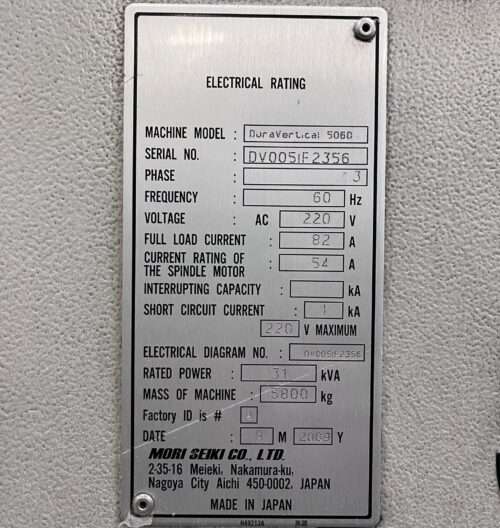 ELECTRICAL RATING
MACHINE MODEL : DuraVertical 5060
SERIAL NO. : DV005IF2356
PHASE : 3
FREQUENCY : 60 Hz
VOLTAGE : AC 220 V
FULL LOAD CURRENT : 82 A
CURRENT RATING OF
THE SPINDLE MOTOR : 54 A
INTERRUPTING CAPACITY : kA
SHORT CIRCUIT CURRENT : 1 kA
220 V MAXIMUM
ELECTRICAL DIAGRAM NO. : DV005IF2356
RATED POWER : 31 kVA
MASS OF MACHINE : 5800 kg
Factory ID is #
DATE : M 2009 Y
MORI SEIKI CO., LTD.
2-35-16 Meieki, Nakamura-ku,
Nagoya City Aichi 450-0002, JAPAN
MADE IN JAPAN